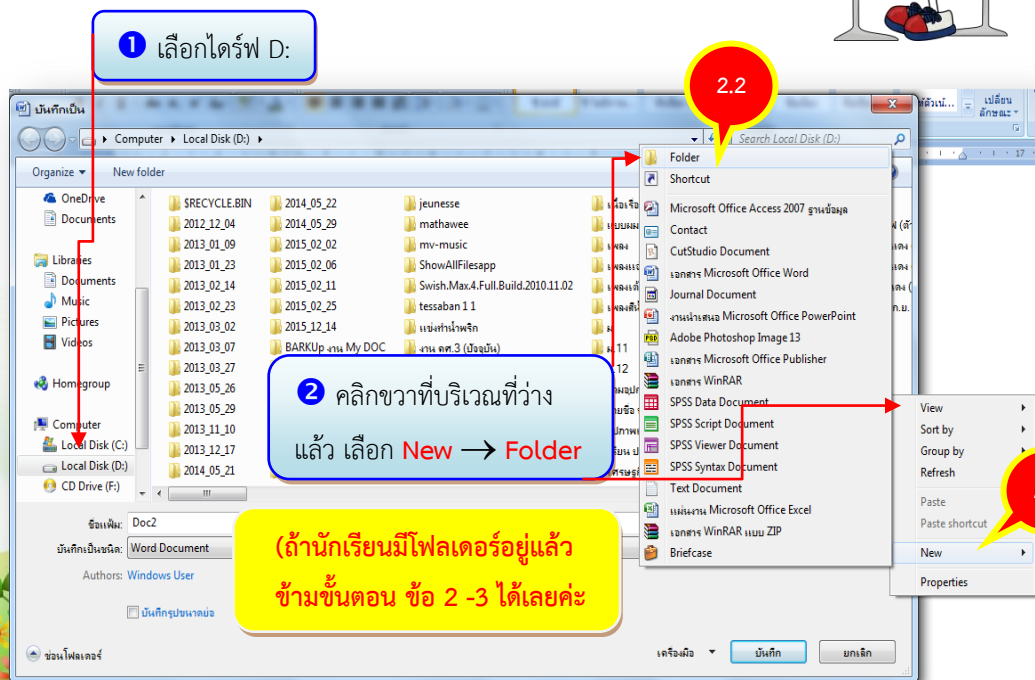 ❶ เลือกไดร์ฟ D:
2.2
บันทึกเป็น
เปลี่ยน
ลักษณะ
Computer Local Disk (D:)
Search Local Disk (D:)
17
Organize New folder
OneDrive
Documents
Libraries
Documents
Music
Pictures
Videos
Homegroup
Computer
Local Disk (C:)
Local Disk (D:)
CD Drive (F:)
$RECYCLE.BIN
2012_12_04
2013_01_09
2013_01_23
2013_02_14
2013_02_23
2013_03_02
2013_03_07
2013_03_27
2013_05_26
2013_05_29
2013_11_10
2013_12_17
2014_05_21
2014_05_22
2014_05_29
2015_02_02
2015_02_06
2015_02_11
2015_02_25
2015_12_14
BARKUp งาน My DOC
jeunesse
mathawee
mv-music
ShowAllFilesapp
Swish.Max.4.Full.Build.2010.11.02
tessaban 1 1
แข่งทำน้ำพริก
งาน ศศ.3 (ปัจจุบัน)
Folder
Shortcut
Microsoft Office Access 2007 ฐานข้อมูล
Contact
CutStudio Document
เอกสาร Microsoft Office Word
Journal Document
งานนำเสนอ Microsoft Office PowerPoint
Adobe Photoshop Image 13
เอกสาร Microsoft Office Publisher
เอกสาร WinRAR
SPSS Data Document
SPSS Script Document
SPSS Viewer Document
SPSS Syntax Document
Text Document
แผ่นงาน Microsoft Office Excel
เอกสาร WinRAR แบบ ZIP
Briefcase
View
Sort by
Group by
Refresh
Paste
Paste shortcut
New
Properties
❷ คลิกขวาที่บริเวณที่ว่าง
แล้ว เลือก New → Folder
(ถ้านักเรียนมีโฟลเดอร์อยู่แล้ว
ข้ามขั้นตอน ข้อ 2 -3 ได้เลยค่ะ
ชื่อแฟ้ม: Doc2
บันทึกเป็นชนิด: Word Document
Authors: Windows User
บันทึกรูปขนาดย่อ
ซ่อนโฟลเดอร์
เครื่องมือ บันทึก ยกเลิก